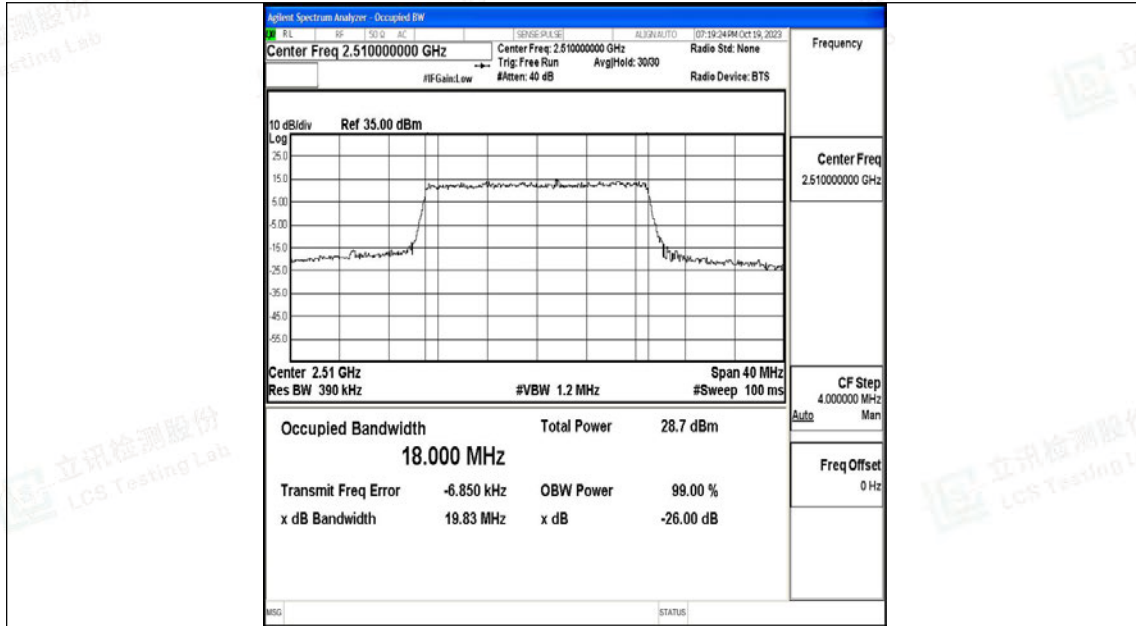 Agilent Spectrum Analyzer - Occupied BW
RL RF 50 Ω AC SENSE:PULSE ALIGNAUTO 07:19:24 PM Oct 19, 2023
Center Freq 2.510000000 GHz
Center Freq: 2.510000000 GHz
Radio Std: None
Trig: Free Run Avg|Hold: 30/30
#IFGain:Low #Atten: 40 dB Radio Device: BTS
10 dB/div Ref 35.00 dBm
Log
25.0
15.0
5.00
-5.00
-15.0
-25.0
-35.0
-45.0
-55.0
Center 2.51 GHz Span 40 MHz
Res BW 390 kHz #VBW 1.2 MHz #Sweep 100 ms
Occupied Bandwidth Total Power 28.7 dBm
18.000 MHz
Transmit Freq Error -6.850 kHz OBW Power 99.00 %
x dB Bandwidth 19.83 MHz x dB -26.00 dB
MSG STATUS
Frequency
Center Freq
2.510000000 GHz
CF Step
4.000000 MHz
Auto Man
Freq Offset
0 Hz
立讯检测股份
LCS Testing Lab
立讯检测股份
LCS Testing L